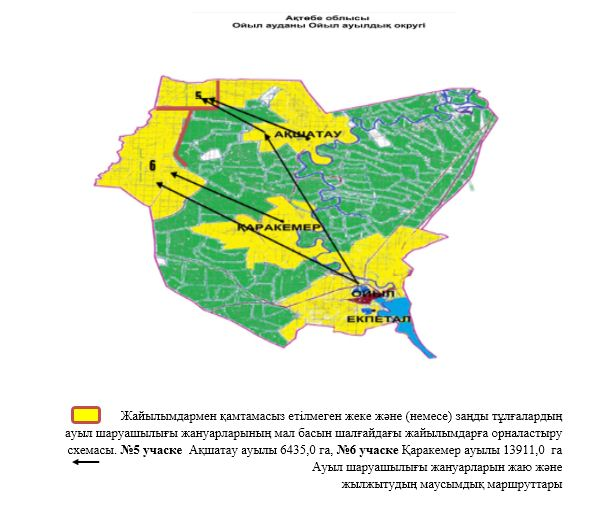 Ақтөбе облысы
Ойыл ауданы Ойыл ауылдық округі
5
АҚШАТАУ
6
ҚАРАКЕМЕР
ОЙЫЛ
ЕКПЕТАЛ
Жайылымдармен қамтамасыз етілмеген жеке және (немесе) заңды тұлғалардың
ауыл шаруашылығы жануарларының мал басын шалғайдағы жайылымдарға орналастыру
схемасы. №5 учаске Ақшатау ауылы 6435,0 га, №6 учаске Қаракемер ауылы 13911,0 га
Ауыл шаруашылығы жануарларын жаю және
жылжытудың маусымдық маршруттары